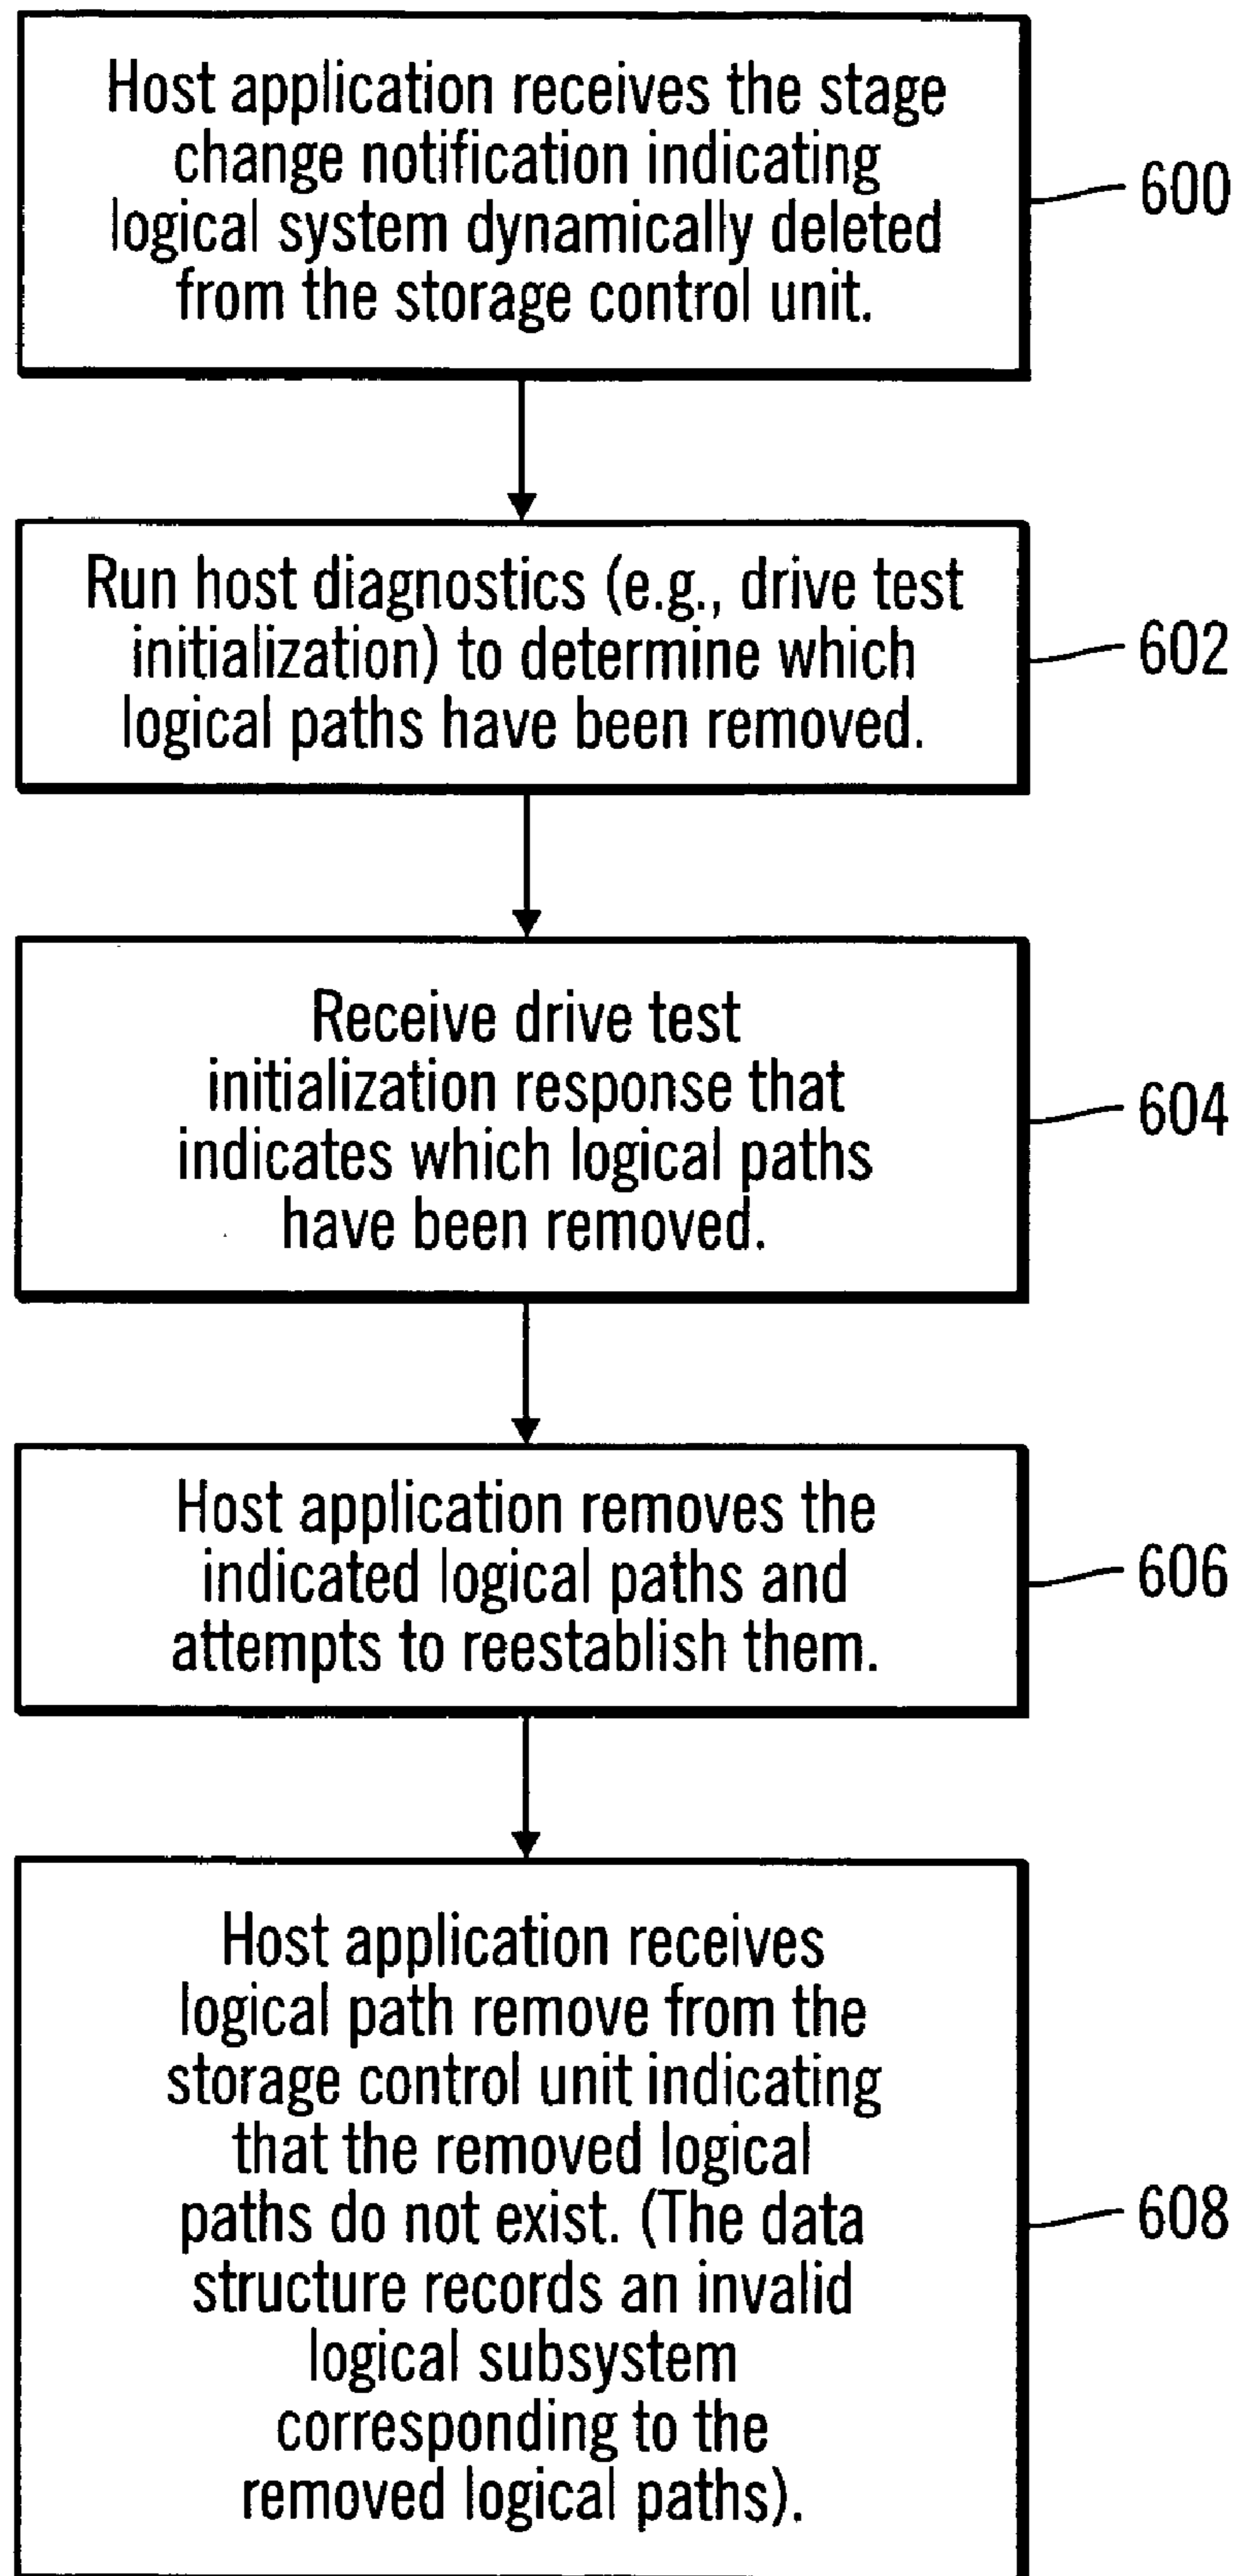 Host application receives the stage
change notification indicating
logical system dynamically deleted
from the storage control unit.
600
Run host diagnostics (e.g., drive test
initialization) to determine which
logical paths have been removed.
602
Receive drive test
initialization response that
indicates which logical paths
have been removed.
604
Host application removes the
indicated logical paths and
attempts to reestablish them.
606
Host application receives
logical path remove from the
storage control unit indicating
that the removed logical
paths do not exist. (The data
structure records an invalid
logical subsystem
corresponding to the
removed logical paths).
608